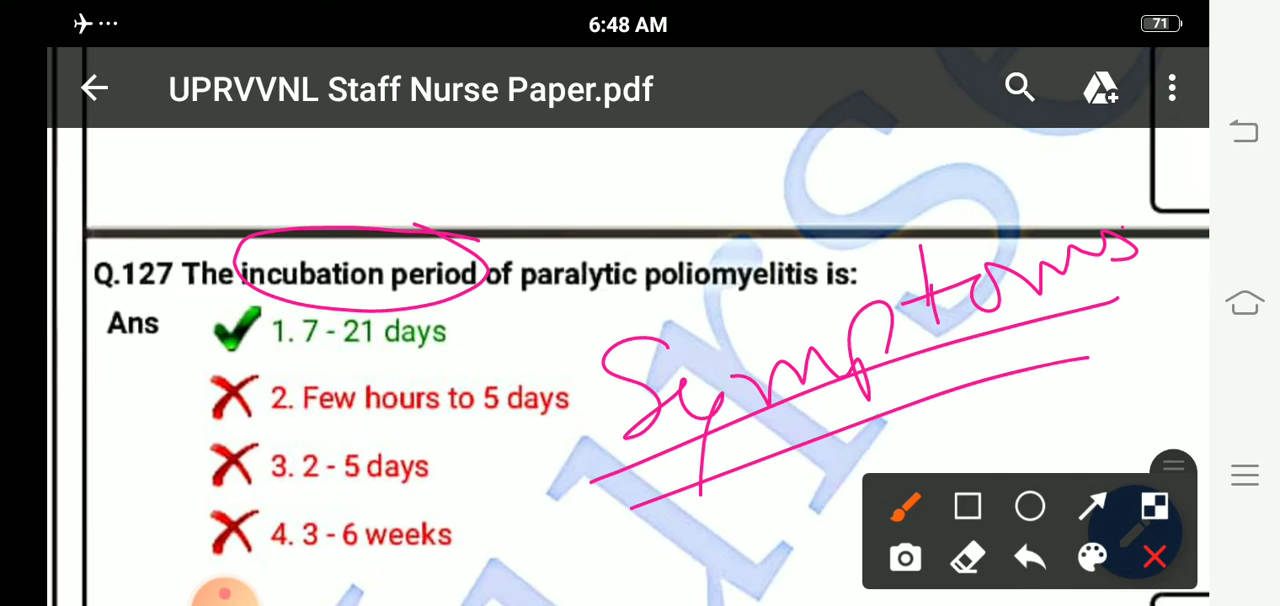 6:48 AM
71
UPRVVNL Staff Nurse Paper.pdf
Q.127 The incubation period of paralytic poliomyelitis is:
Ans
1. 7 - 21 days
2. Few hours to 5 days
3. 2 - 5 days
4. 3 - 6 weeks
Symptoms